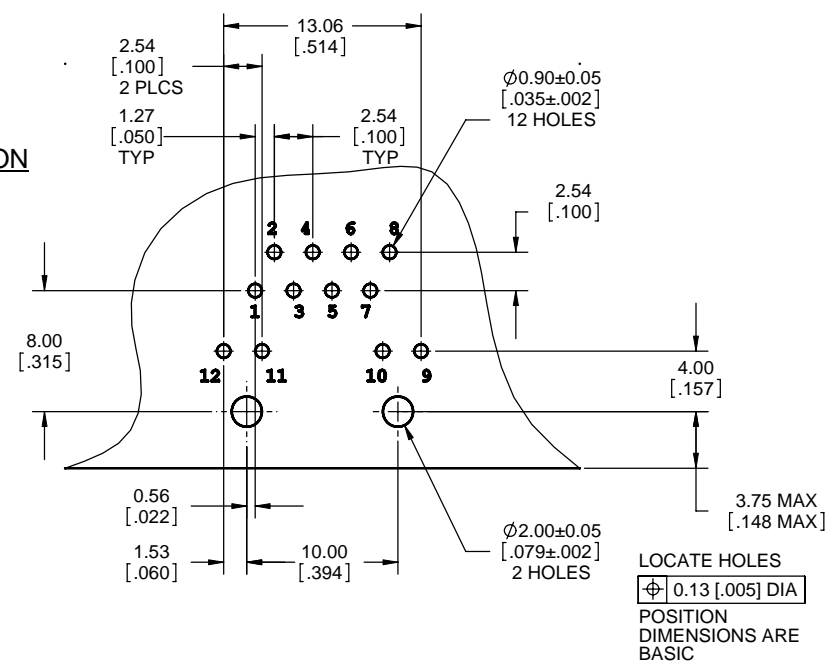 13.06
[.514]
2.54
[.100]
2 PLCS
1.27
[.050]
TYP
2.54
[.100]
TYP
Ø0.90±0.05
[.035±.002]
12 HOLES
ON
2.54
[.100]
2 4 6 8
1 3 5 7
8.00
[.315]
12 11 10 9
4.00
[.157]
0.56
[.022]
3.75 MAX
[.148 MAX]
1.53
[.060]
10.00
[.394]
Ø2.00±0.05
[.079±.002]
2 HOLES
LOCATE HOLES
⌖ 0.13 [.005] DIA
POSITION
DIMENSIONS ARE
BASIC